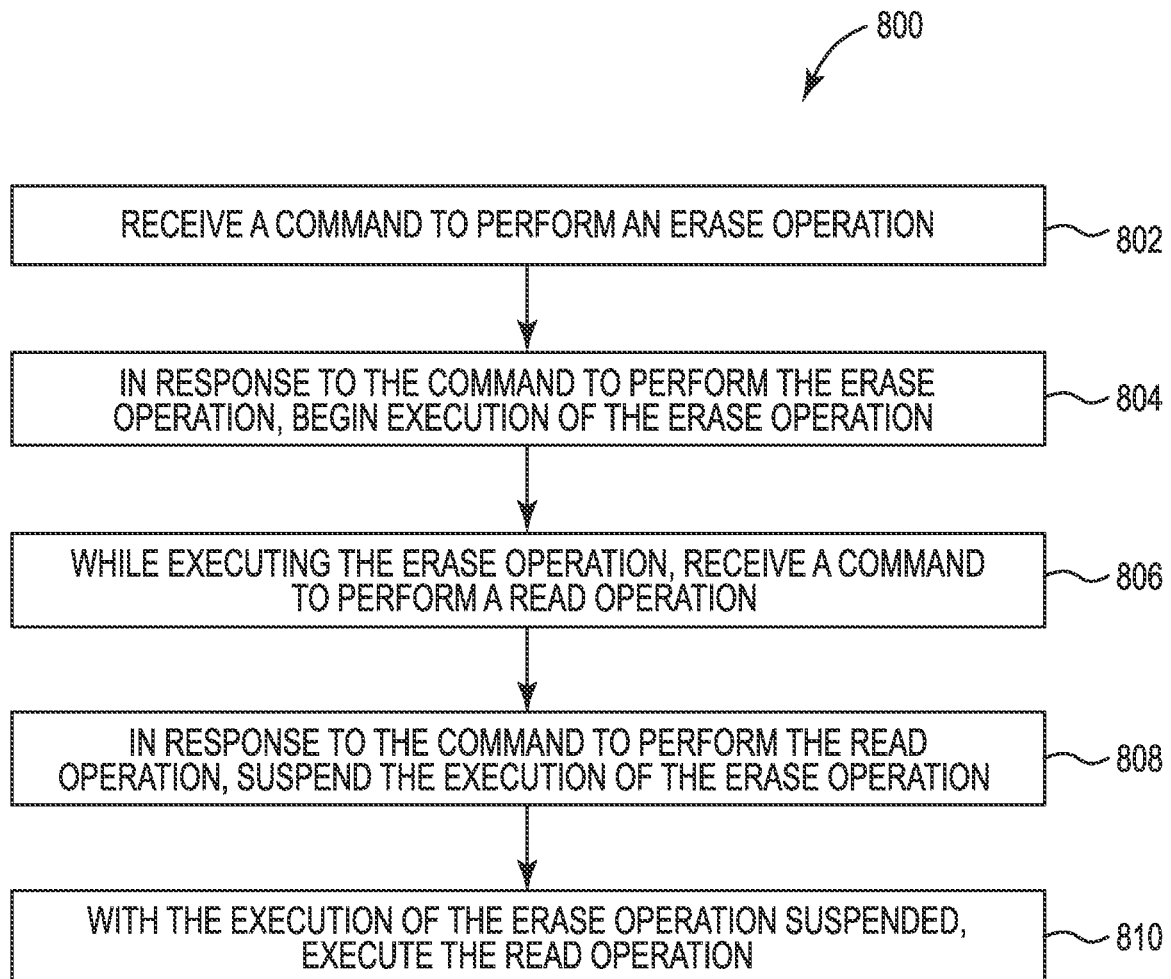 800
RECEIVE A COMMAND TO PERFORM AN ERASE OPERATION
802
IN RESPONSE TO THE COMMAND TO PERFORM THE ERASE
OPERATION, BEGIN EXECUTION OF THE ERASE OPERATION
804
WHILE EXECUTING THE ERASE OPERATION, RECEIVE A COMMAND
TO PERFORM A READ OPERATION
806
IN RESPONSE TO THE COMMAND TO PERFORM THE READ
OPERATION, SUSPEND THE EXECUTION OF THE ERASE OPERATION
808
WITH THE EXECUTION OF THE ERASE OPERATION SUSPENDED,
EXECUTE THE READ OPERATION
810